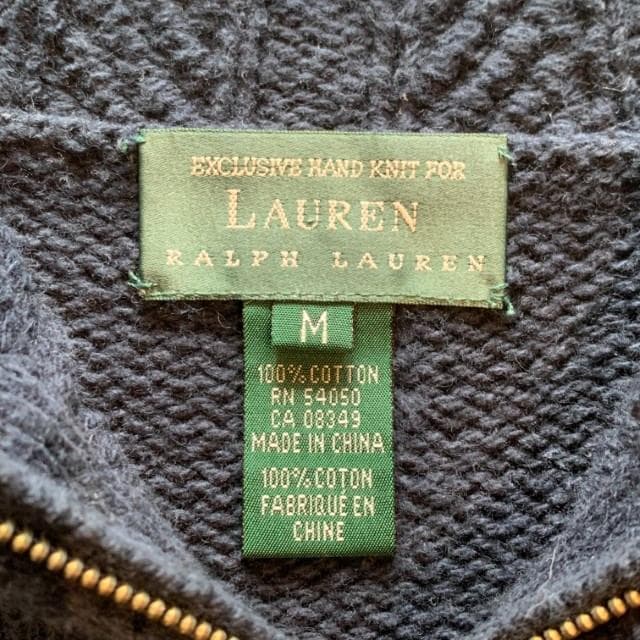 EXCLUSIVE HAND KNIT FOR
LAUREN
RALPH LAUREN
M
100% COTTON
RN 54050
CA 08349
MADE IN CHINA
100% COTON
FABRIQUÉ EN
CHINE